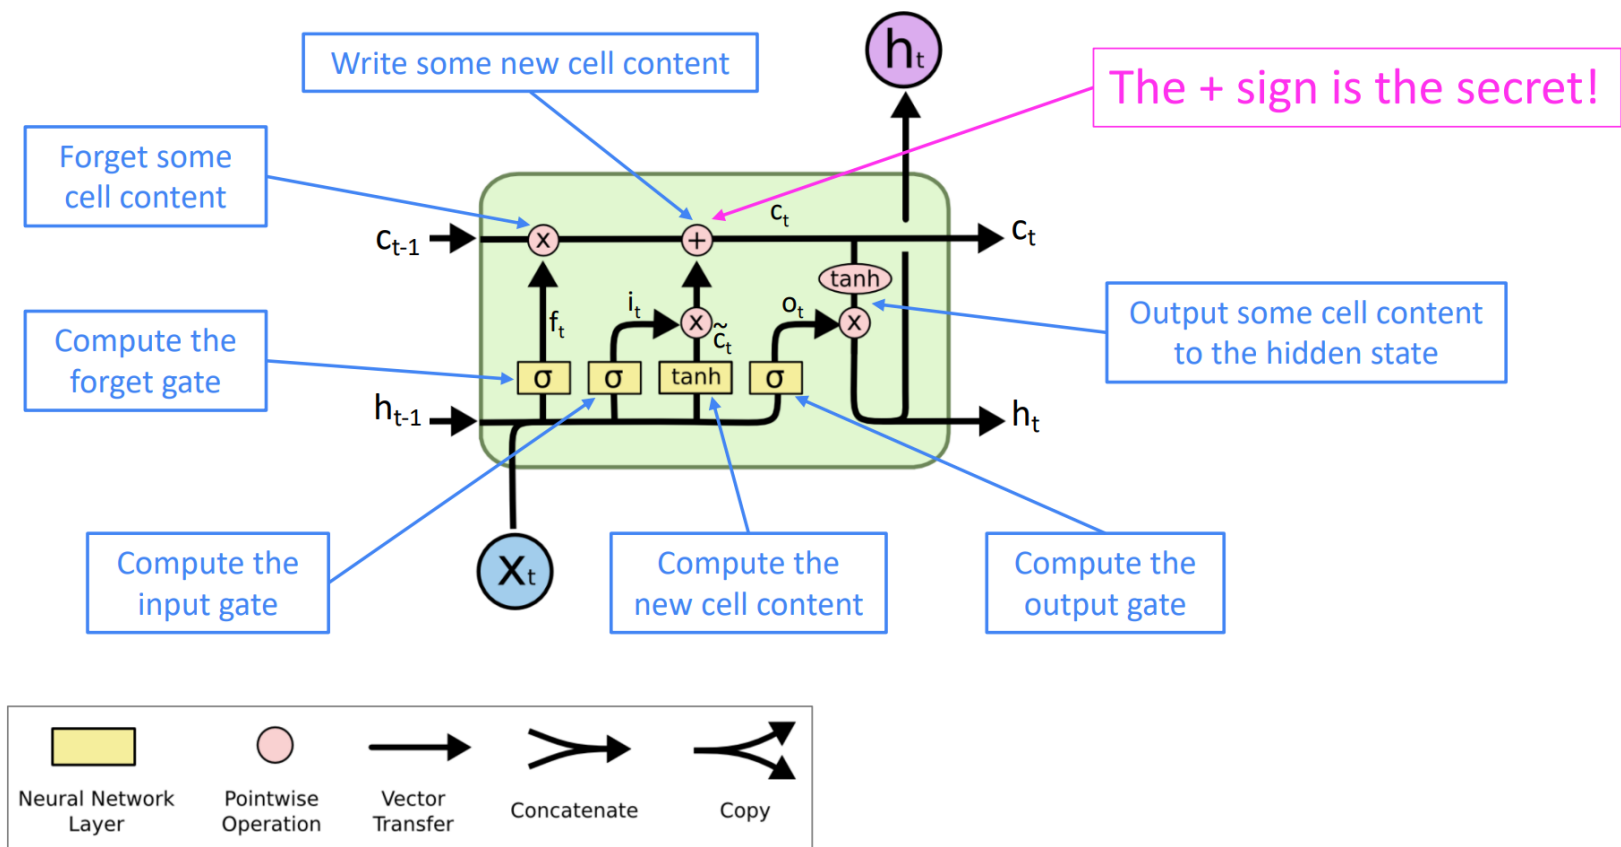 h_t
Write some new cell content
The + sign is the secret!
Forget some
cell content
c_t-1
x
+
c_t
c_t
tanh
i_t
o_t
f_t
x
c̃_t
x
Output some cell content
to the hidden state
Compute the
forget gate
σ
σ
tanh
σ
h_t-1
h_t
Compute the
input gate
x_t
Compute the
new cell content
Compute the
output gate
Neural Network
Layer
Pointwise
Operation
Vector
Transfer
Concatenate
Copy